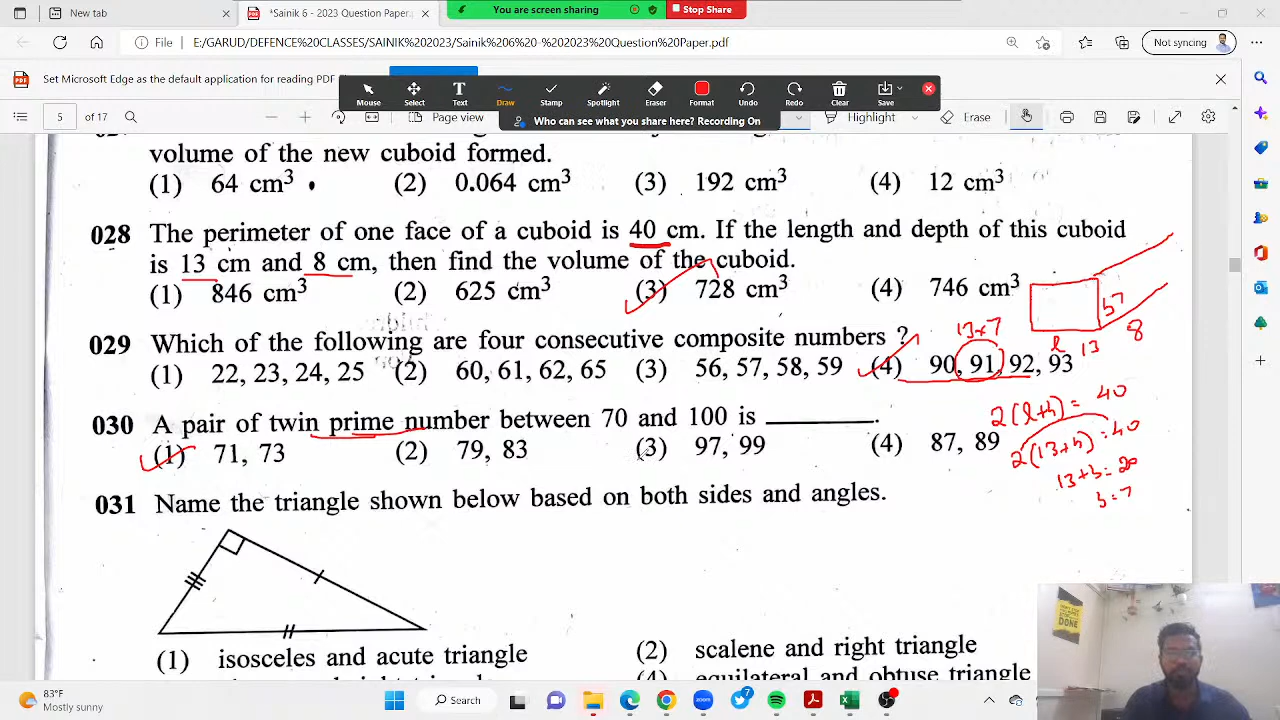 New tab
*Sainik 6 - 2023 Question Paper.
You are screen sharing
Stop Share
File
E:/GARUD/DEFENCE%20CLASSES/SAINIK%202023/Sainik%206%20-%202023%20Question%20Paper.pdf
Not syncing
Set Microsoft Edge as the default application for reading PDF
Mouse Select Text Draw Stamp Spotlight Eraser Format Undo Redo Clear Save
of 17
Page view
Who can see what you share here? Recording On
Highlight
Erase
volume of the new cuboid formed.
(1) 64 cm³ (2) 0.064 cm³ (3) 192 cm³ (4) 12 cm³
028 The perimeter of one face of a cuboid is 40 cm. If the length and depth of this cuboid
is 13 cm and 8 cm, then find the volume of the cuboid.
(1) 846 cm³ (2) 625 cm³ (3) 728 cm³ (4) 746 cm³
b7
l 13 8
029 Which of the following are four consecutive composite numbers ?
13×7
(1) 22, 23, 24, 25 (2) 60, 61, 62, 65 (3) 56, 57, 58, 59 (4) 90, 91, 92, 93
030 A pair of twin prime number between 70 and 100 is ________.
(1) 71, 73 (2) 79, 83 (3) 97, 99 (4) 87, 89
2(l+h) = 40
2(13+h) = 40
13+h = 20
h = 7
031 Name the triangle shown below based on both sides and angles.
(1) isosceles and acute triangle (2) scalene and right triangle
(4) equilateral and obtuse triangle
DONE
83°F
Mostly sunny
Search
zoom
7